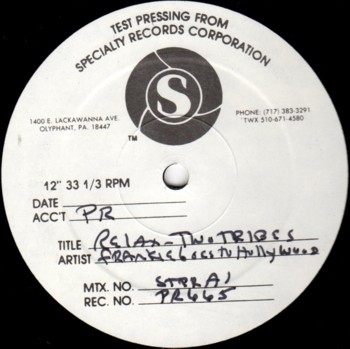 TEST PRESSING FROM
SPECIALTY RECORDS CORPORATION
S
1400 E. LACKAWANNA AVE.
OLYPHANT, PA. 18447
PHONE: (717) 383-3291
TWX 510-671-4580
TM
12" 33 1/3 RPM
DATE
ACC'T PR
TITLE Relax-Two TRIBES
ARTIST FRANKIE Goes to Hollywood
MTX. NO. STPR A1
REC. NO. PR665